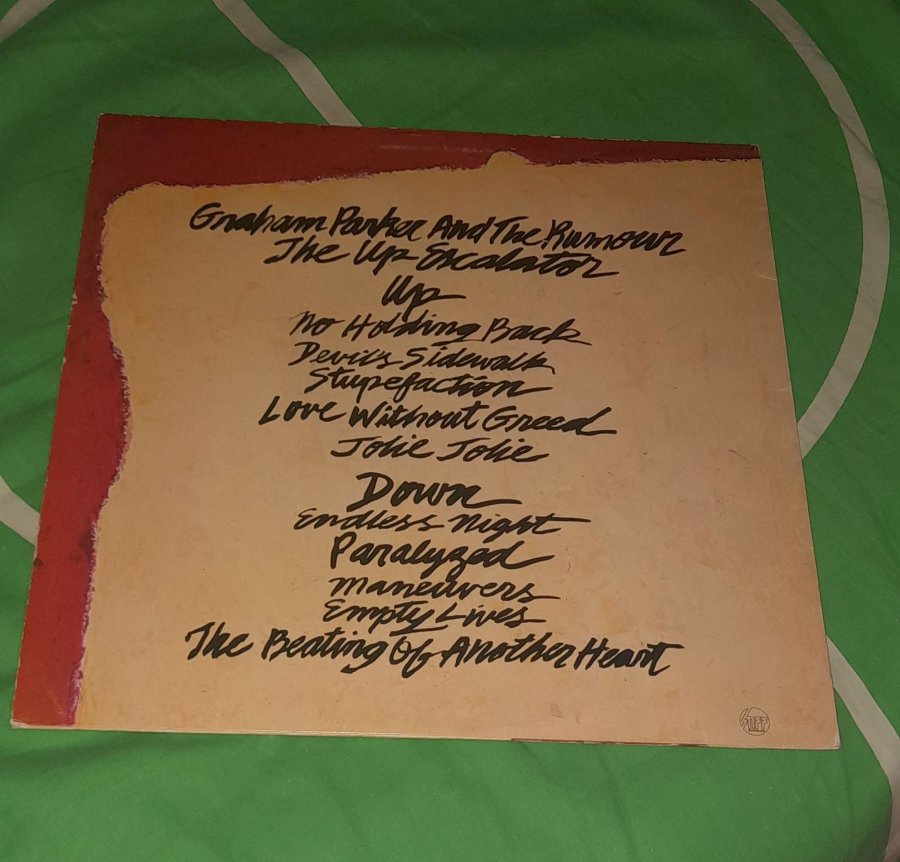 Graham Parker And The Rumour
The Up Escalator
Up
No Holding Back
Devil's Sidewalk
Stupefaction
Love Without Greed
Jolie Jolie
Down
Endless Night
Paralyzed
Maneuvers
Empty Lives
The Beating Of Another Heart
Stiff